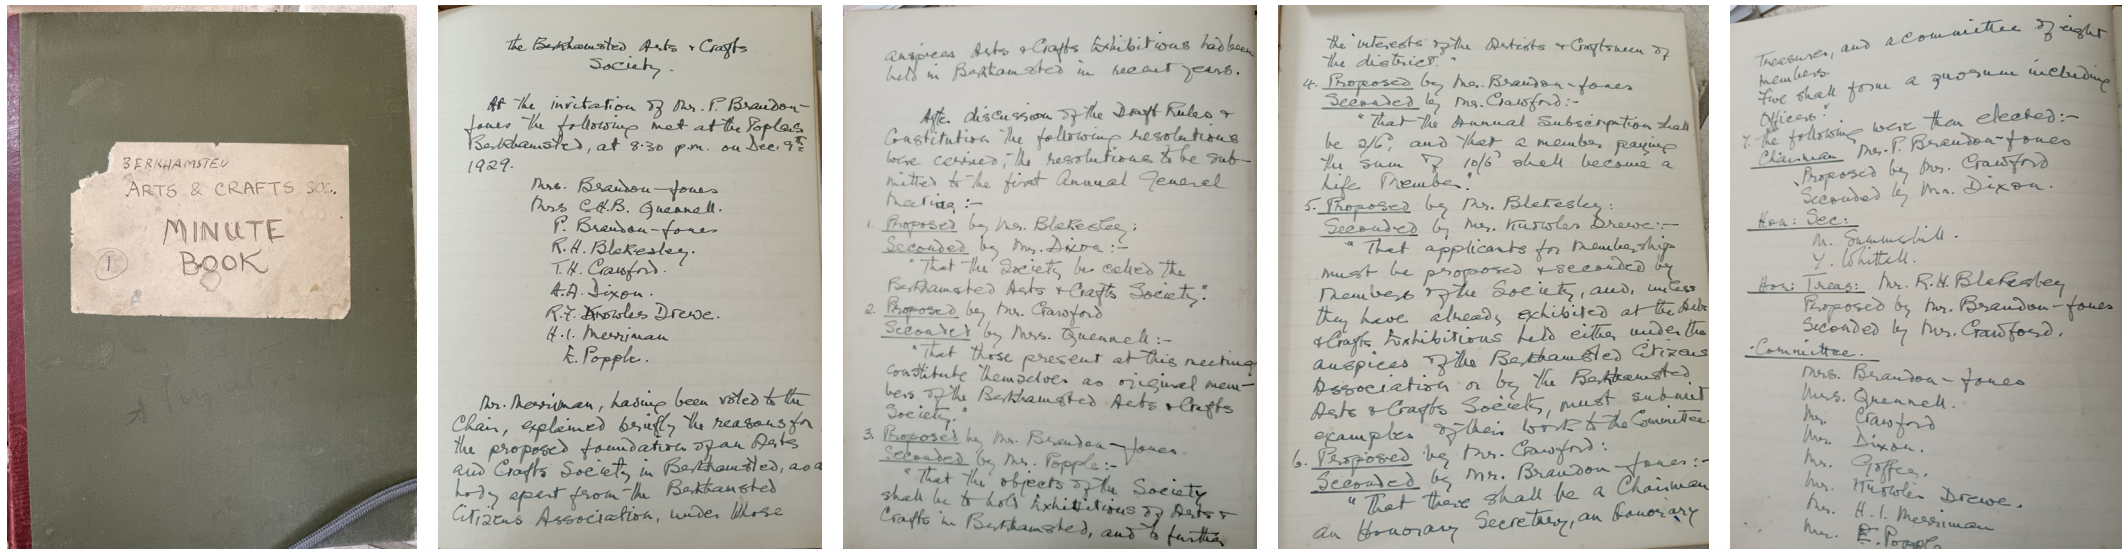 BERKHAMSTED
ARTS & CRAFTS SOC.
MINUTE
BOOK
1
The Berkhamsted Arts & Crafts
Society.
At the invitation of Mr. P. Brandon-
Jones the following met at the Poplars
Berkhamsted, at 8:30 p.m. on Dec. 9th
1929.
Mrs. Brandon-Jones
Mrs C.H.B. Quennell.
P. Brandon-Jones
R.H. Blakesley.
T.H. Crawford.
A.A. Dixon.
R.Y. Knowles Drewe.
H.I. Merriman
E. Popple.
Mr. Merriman, having been voted to the
Chair, explained briefly the reasons for
the proposed foundation of an Arts
and Crafts Society in Berkhamsted, as a
body apart from the Berkhamsted
Citizens Association, under whose
auspices Arts & Crafts Exhibitions had been
held in Berkhamsted in recent years.
After discussion of the Draft Rules &
Constitution the following resolutions
were carried, the resolutions to be sub-
mitted to the first Annual General
Meeting :-
1. Proposed by Mr. Blakesley:
Seconded by Mr. Dixon:-
"That the Society be called the
Berkhamsted Arts & Crafts Society".
2. Proposed by Mr. Crawford
Seconded by Mrs. Quennell:-
"That those present at this meeting
constitute themselves as original mem-
bers of the Berkhamsted Arts & Crafts
Society."
3. Proposed by Mr. Brandon-Jones.
Seconded by Mr. Popple:-
"That the objects of the Society
shall be to hold Exhibitions of Arts &
Crafts in Berkhamsted, and to further
the interests of the Artists & Craftsmen of
the district."
4. Proposed by Mr. Brandon-Jones
Seconded by Mr. Crawford:-
"That the Annual Subscription shall
be 2/6, and that a member paying
the sum of 10/6 shall become a
Life Member."
5. Proposed by Mr. Blakesley:
Seconded by Mr. Knowles Drewe:-
"That applicants for membership
must be proposed & seconded by
members of the Society, and, unless
they have already exhibited at the Arts
& Crafts Exhibitions held either under the
auspices of the Berkhamsted Citizens
Association or by the Berkhamsted
Arts & Crafts Society, must submit
examples of their work to the Committee.
6. Proposed by Mr. Crawford:
Seconded by Mr. Brandon-Jones:-
"That there shall be a Chairman
an Honorary Secretary, an honorary
Treasurer, and a committee of eight
members.
Five shall form a quorum including
Officers."
7. The following were then elected:-
Chairman Mr. P. Brandon-Jones
Proposed by Mr. Crawford
Seconded by Mr. Dixon.
Hon: Sec:
M. Summerhill.
Y. Whittall.
Hon: Treas: Mr. R.H. Blakesley
Proposed by Mr. Brandon-Jones
Seconded by Mr. Crawford.
Committee.
Mrs. Brandon-Jones
Mrs. Quennell.
Mr. Crawford
Mr. Dixon.
Mr. Goffey.
Mr. Knowles Drewe.
Mr. H.I. Merriman
Mr. E. Popple